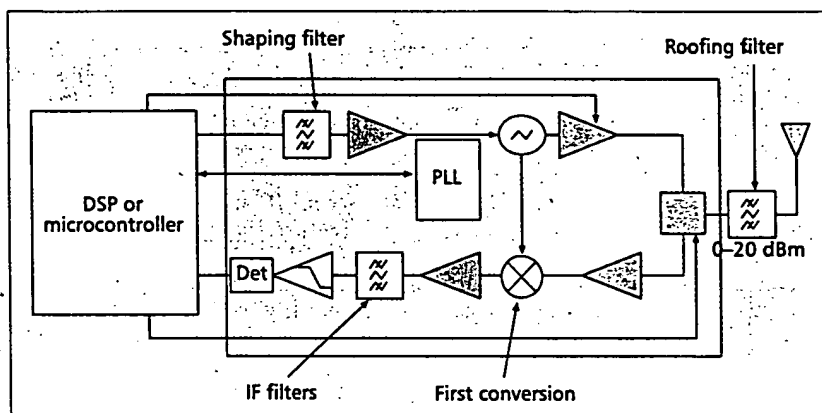 Shaping filter
Roofing filter
DSP or
microcontroller
PLL
0–20 dBm
Det
IF filters
First conversion